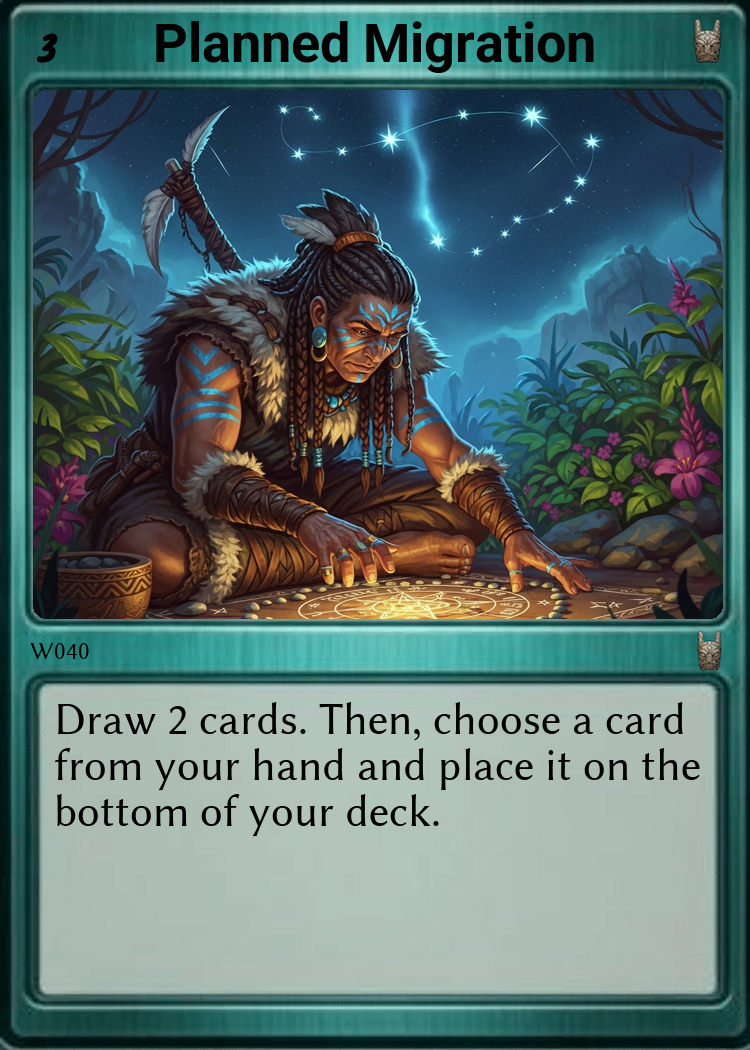 3 Planned Migration
W040
Draw 2 cards. Then, choose a card
from your hand and place it on the
bottom of your deck.